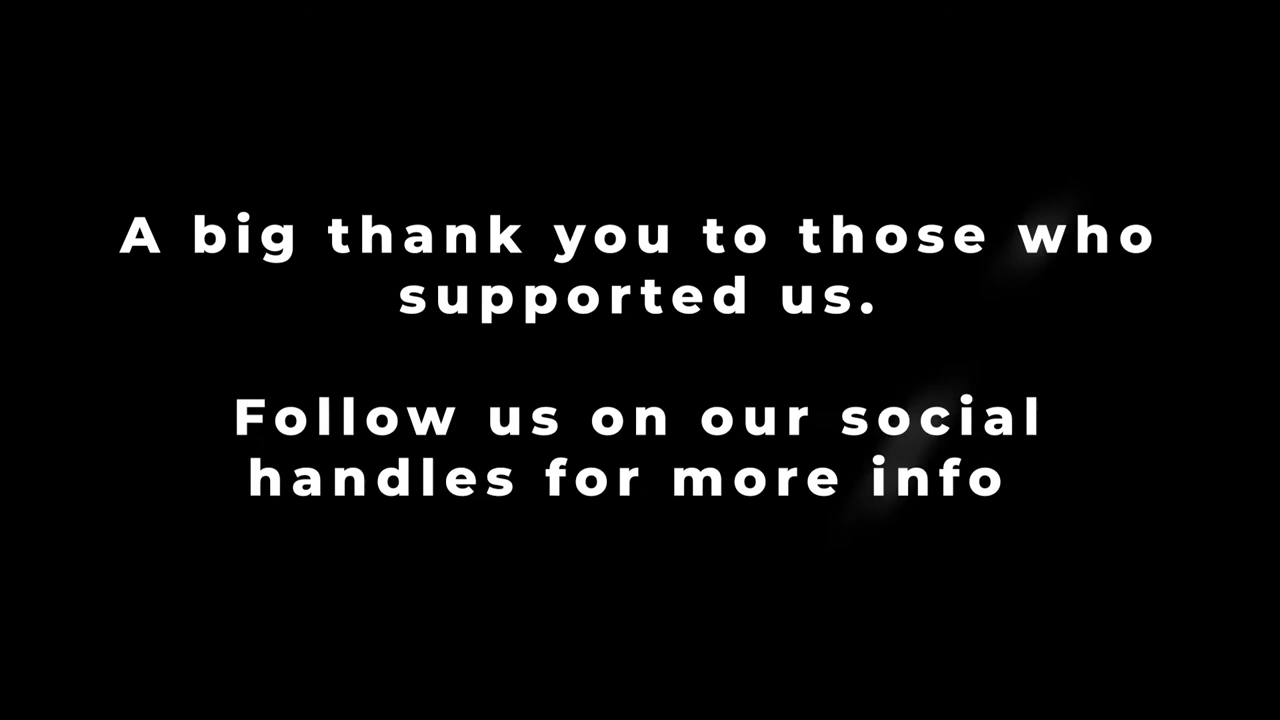 A big thank you to those who
supported us.
Follow us on our social
handles for more info